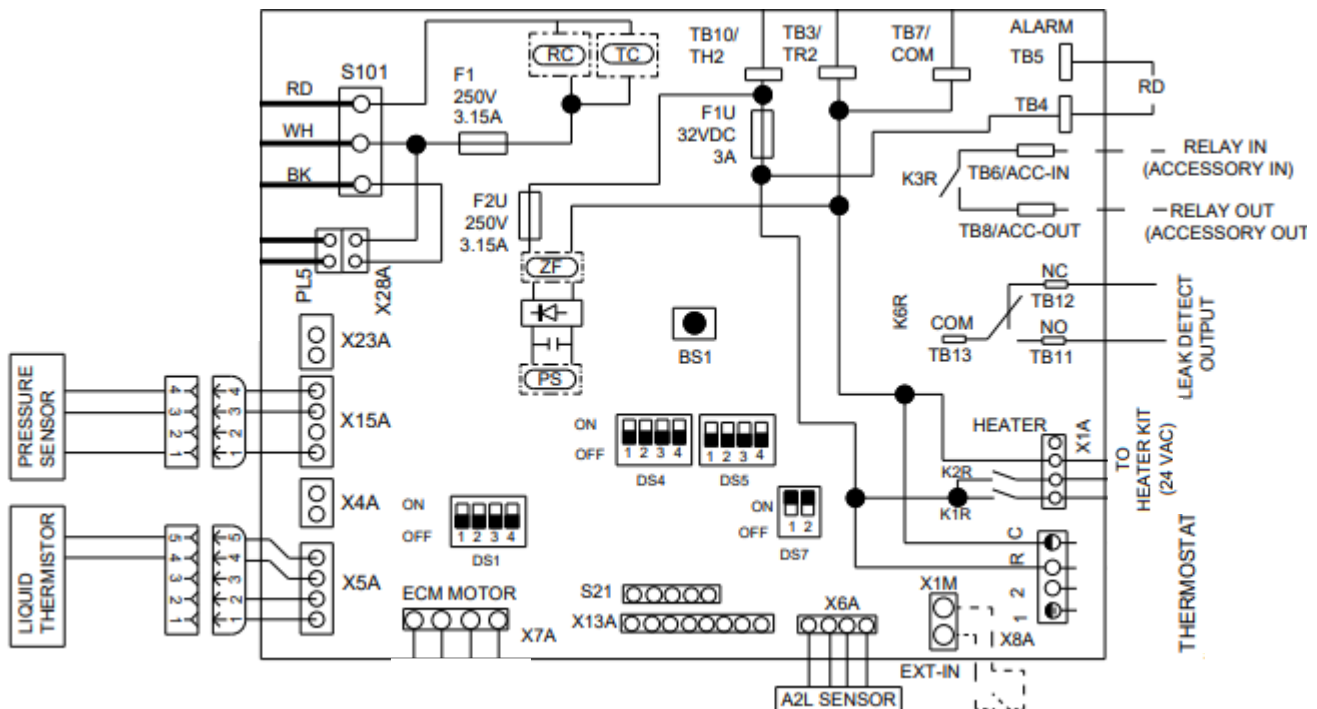 RC
TC
TB10/
TH2
TB3/
TR2
TB7/
COM
ALARM
TB5
RD
TB4
S101
RD
WH
BK
F1
250V
3.15A
F1U
32VDC
3A
K3R
TB6/ACC-IN
RELAY IN
(ACCESSORY IN)
TB8/ACC-OUT
RELAY OUT
(ACCESSORY OUT
F2U
250V
3.15A
ZF
PS
PL5
X28A
BS1
K6R
NC
TB12
COM
TB13
NO
TB11
LEAK DETECT
OUTPUT
X23A
PRESSURE
SENSOR
4
3
2
1
4
3
2
1
X15A
X4A
ON
OFF
1 2 3 4
DS4
1 2 3 4
DS5
HEATER
X1A
K2R
K1R
TO
HEATER KIT
(24 VAC)
ON
OFF
1 2 3 4
DS1
ON
OFF
1 2
DS7
LIQUID
THERMISTOR
5
4
3
2
1
5
4
3
2
1
X5A
ECM MOTOR
X7A
S21
X13A
X6A
A2L SENSOR
X1M
X8A
EXT-IN
C
R
2
1
THERMOSTAT